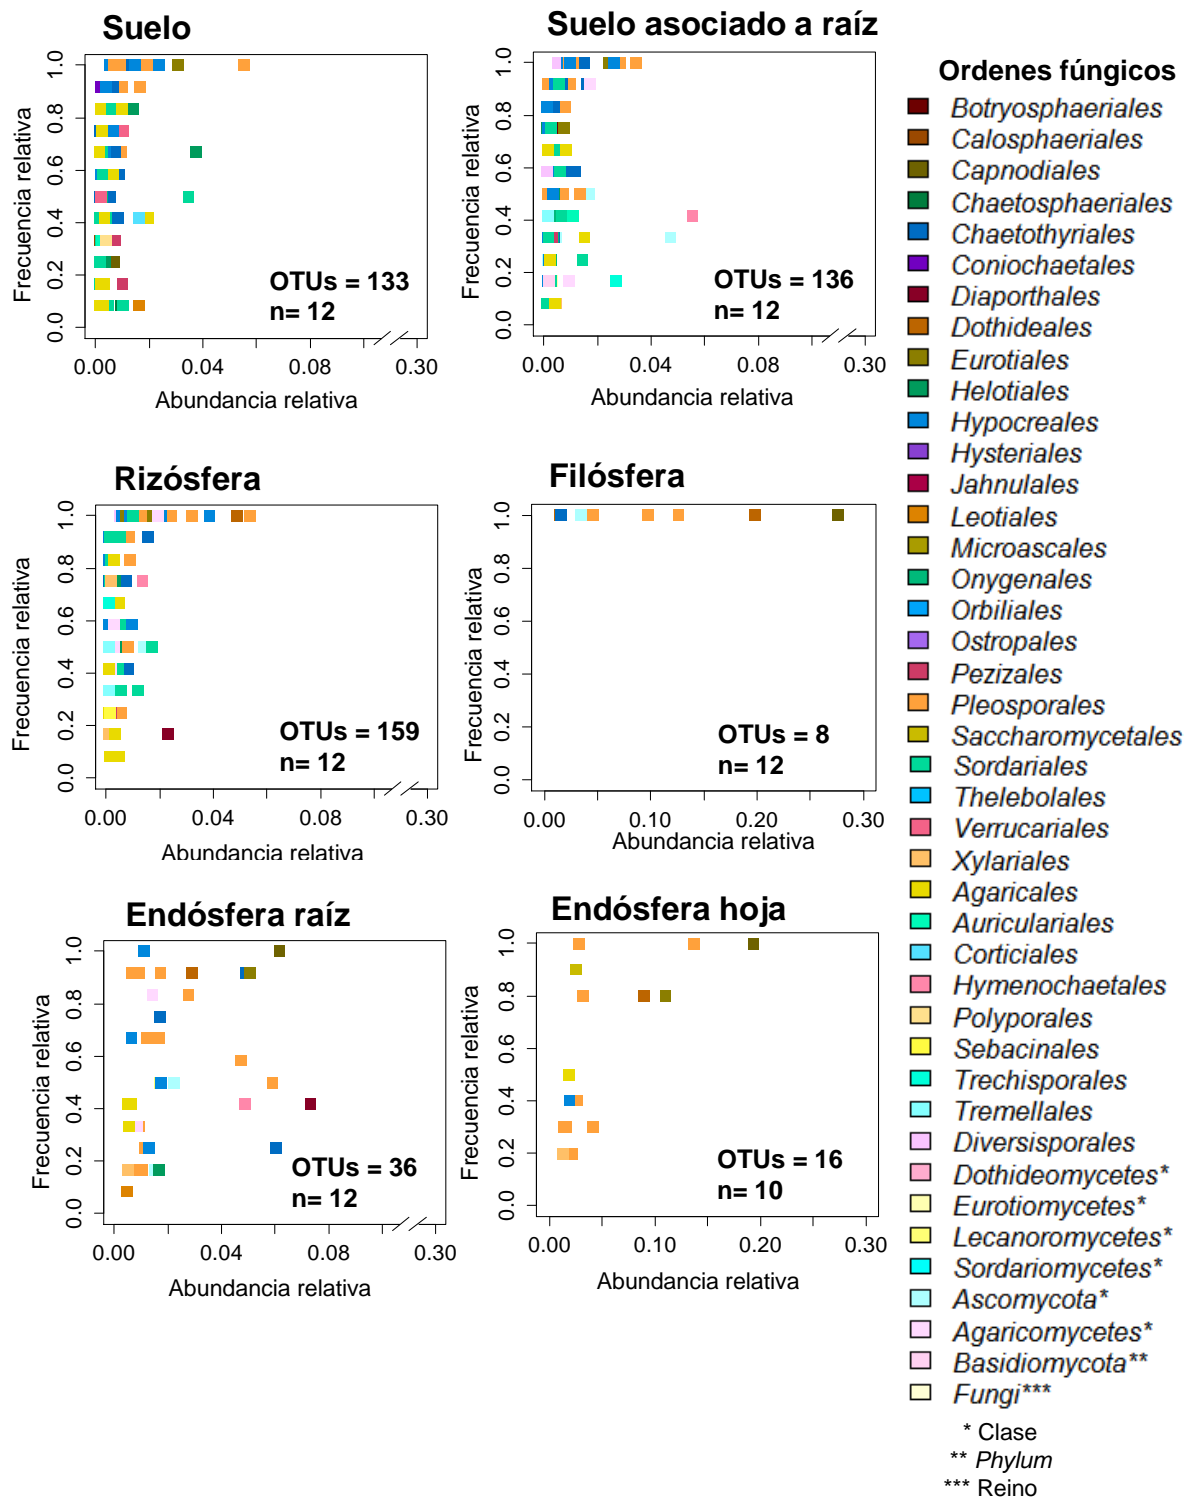 Suelo
Frecuencia relativa
1.0
0.8
0.6
0.4
0.2
0.0
OTUs = 133
n= 12
0.00 0.04 0.08 0.30
Abundancia relativa
Suelo asociado a raíz
Frecuencia relativa
1.0
0.8
0.6
0.4
0.2
0.0
OTUs = 136
n= 12
0.00 0.04 0.08 0.30
Abundancia relativa
Rizósfera
Frecuencia relativa
1.0
0.8
0.6
0.4
0.2
0.0
OTUs = 159
n= 12
0.00 0.04 0.08 0.30
Abundancia relativa
Filósfera
Frecuencia relativa
1.0
0.8
0.6
0.4
0.2
0.0
OTUs = 8
n= 12
0.00 0.10 0.20 0.30
Abundancia relativa
Endósfera raíz
Frecuencia relativa
1.0
0.8
0.6
0.4
0.2
0.0
OTUs = 36
n= 12
0.00 0.04 0.08 0.30
Abundancia relativa
Endósfera hoja
Frecuencia relativa
1.0
0.8
0.6
0.4
0.2
0.0
OTUs = 16
n= 10
0.00 0.10 0.20 0.30
Abundancia relativa
Ordenes fúngicos
Botryosphaeriales
Calosphaeriales
Capnodiales
Chaetosphaeriales
Chaetothyriales
Coniochaetales
Diaporthales
Dothideales
Eurotiales
Helotiales
Hypocreales
Hysteriales
Jahnulales
Leotiales
Microascales
Onygenales
Orbiliales
Ostropales
Pezizales
Pleosporales
Saccharomycetales
Sordariales
Thelebolales
Verrucariales
Xylariales
Agaricales
Auriculariales
Corticiales
Hymenochaetales
Polyporales
Sebacinales
Trechisporales
Tremellales
Diversisporales
Dothideomycetes*
Eurotiomycetes*
Lecanoromycetes*
Sordariomycetes*
Ascomycota*
Agaricomycetes*
Basidiomycota**
Fungi***
* Clase
** Phylum
*** Reino